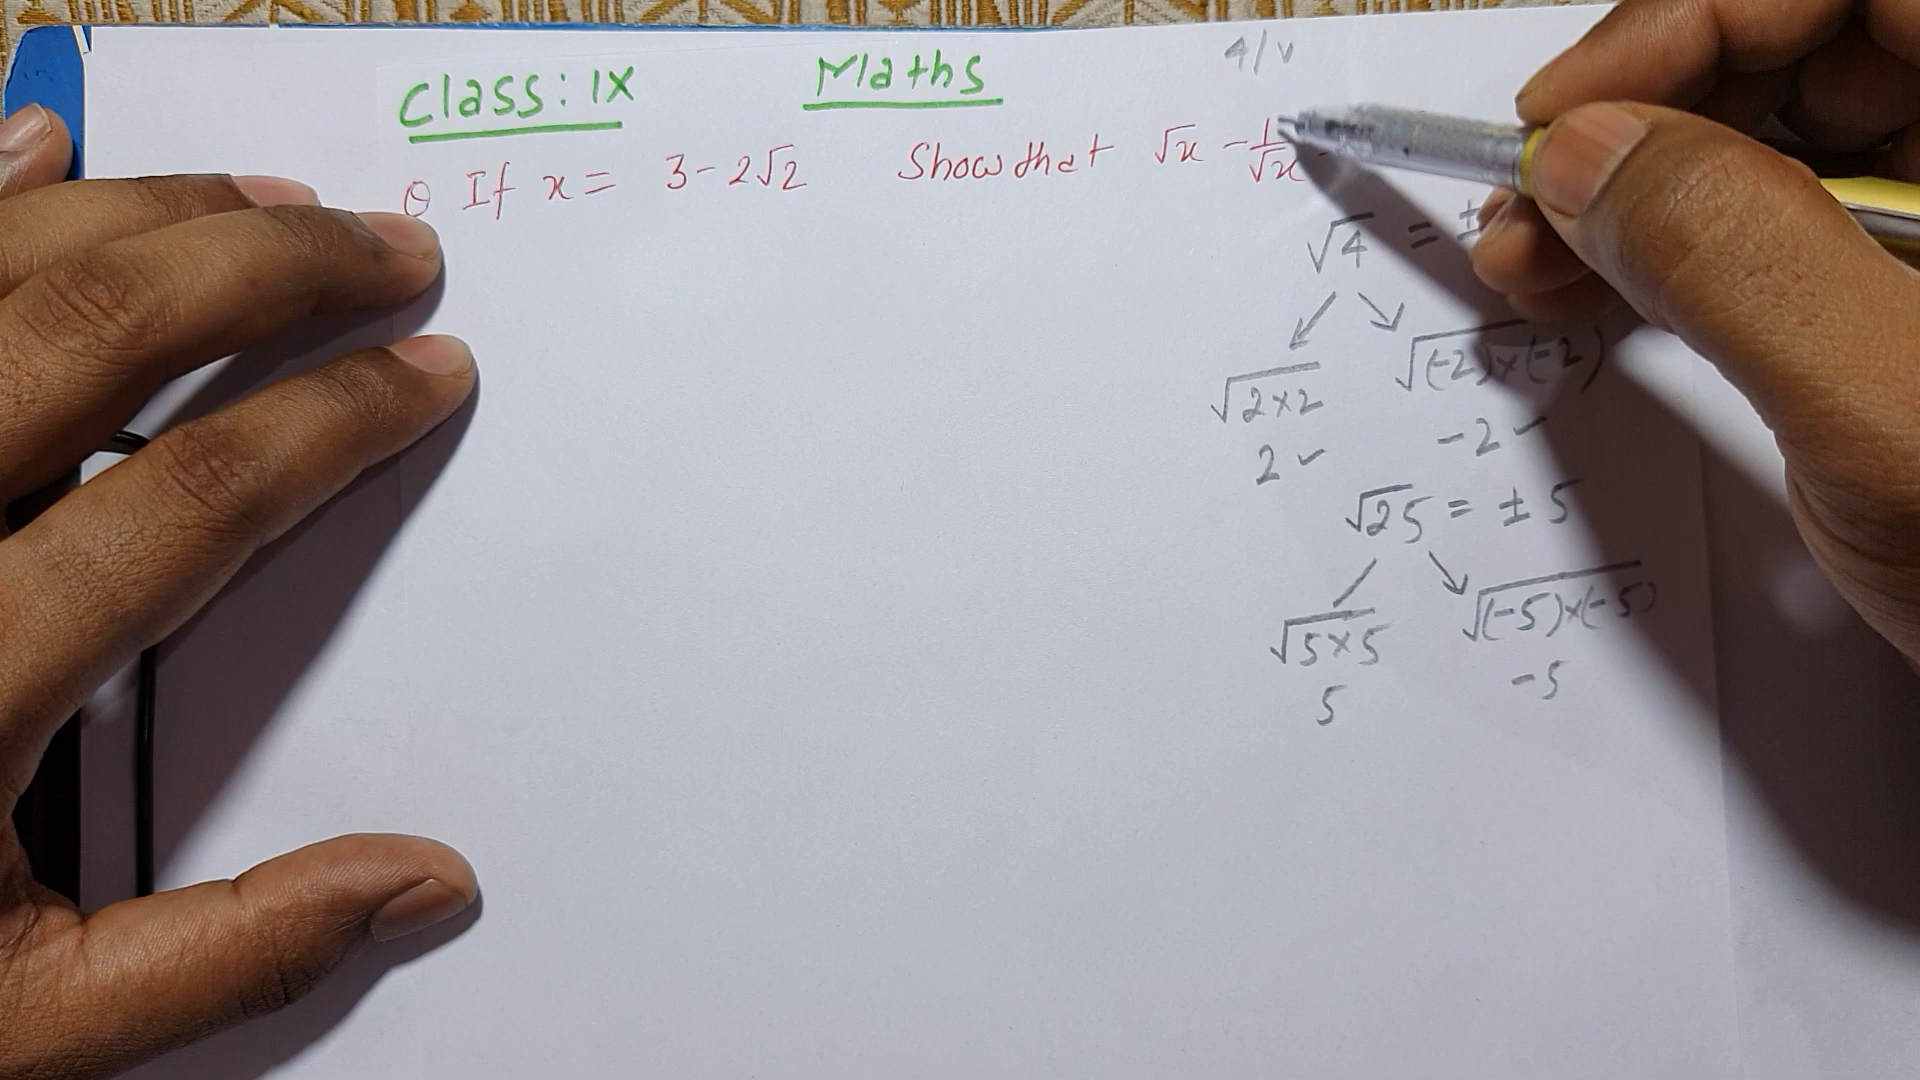 4/v
Class: IX Maths
Q If x = 3-2√2 Show that √x - 1/√x
√4 = ±
√2×2 √(-2)×(-2)
2 ✓ -2 ✓
√25 = ± 5
√5×5 √(-5)×(-5)
5 -5